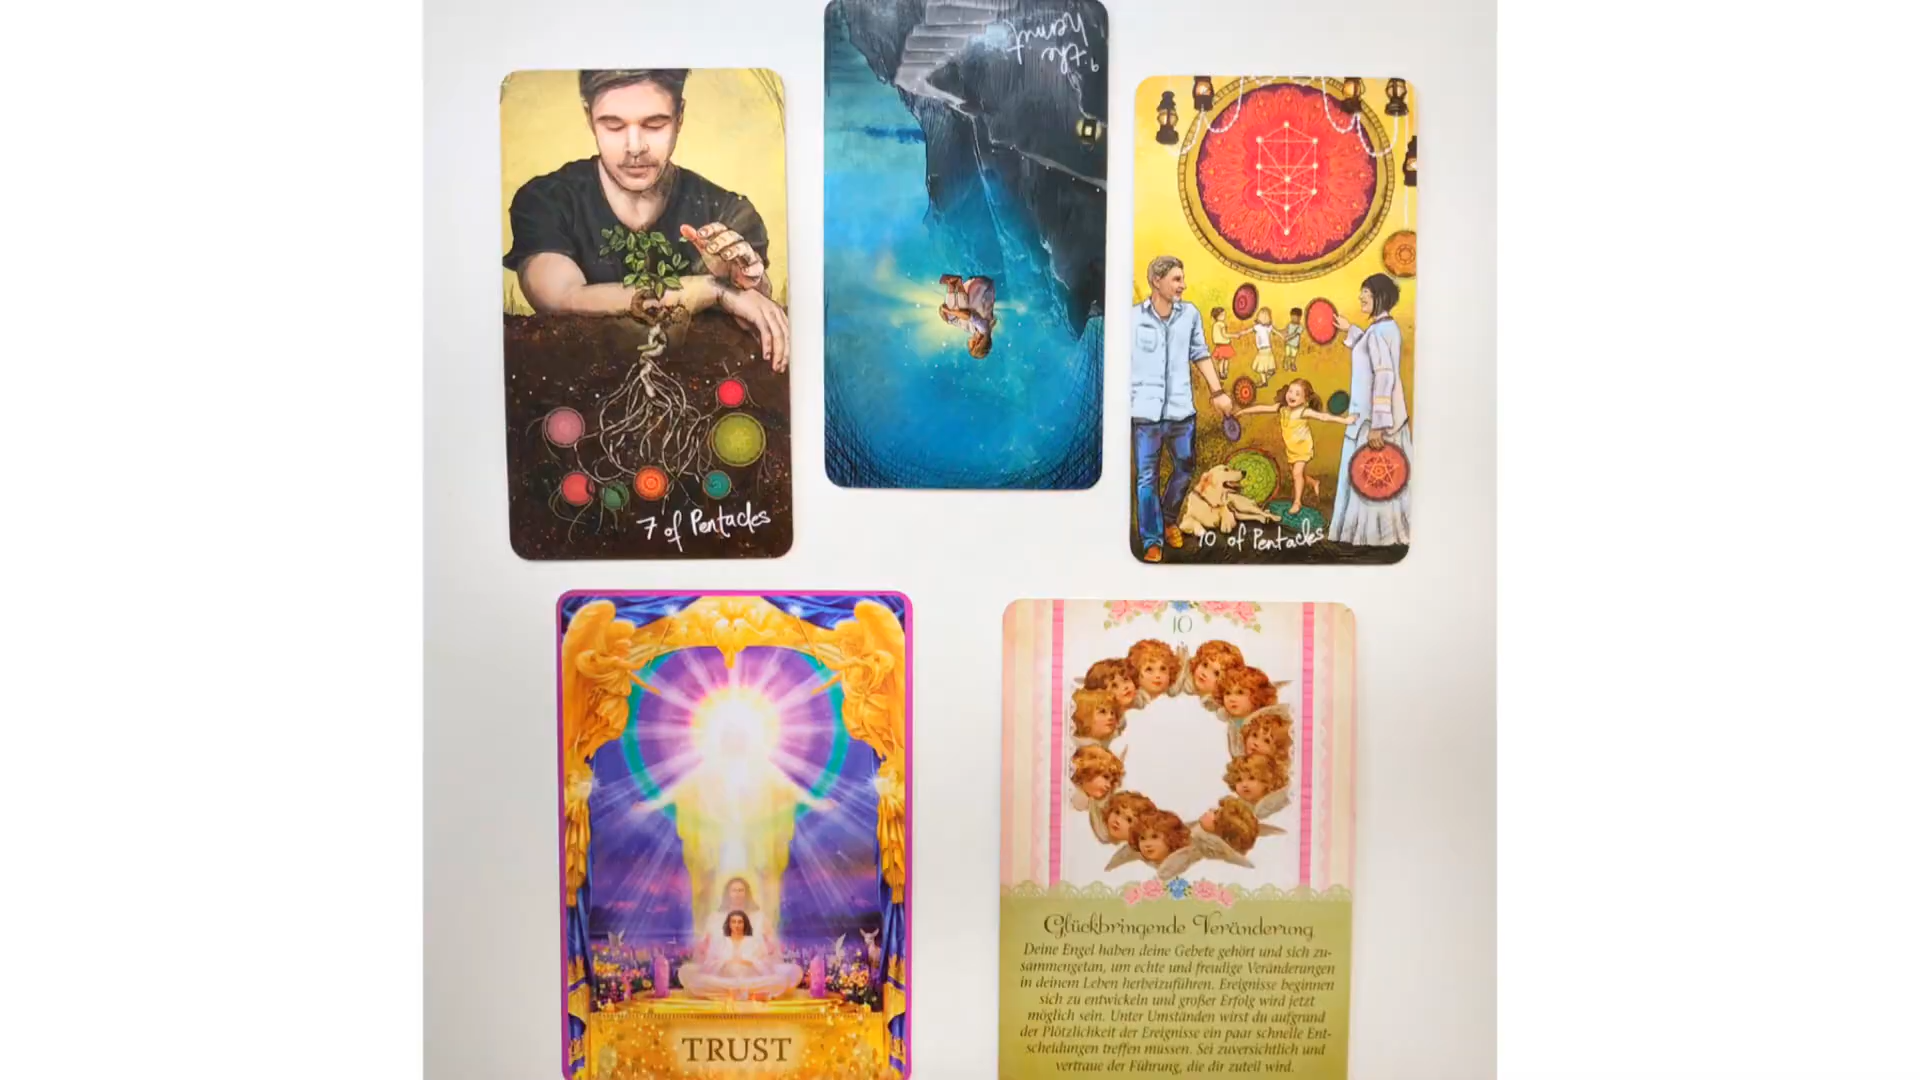 9. the
hermit
7 of Pentacles
10 of Pentacles
TRUST
10
Glückbringende Veränderung
Deine Engel haben deine Gebete gehört und sich zu-
sammengetan, um echte und freudige Veränderungen
in deinem Leben herbeizuführen. Ereignisse beginnen
sich zu entwickeln und großer Erfolg wird jetzt
möglich sein. Unter Umständen wirst du aufgrund
der Plötzlichkeit der Ereignisse ein paar schnelle Ent-
scheidungen treffen müssen. Sei zuversichtlich und
vertraue der Führung, die dir zuteil wird.